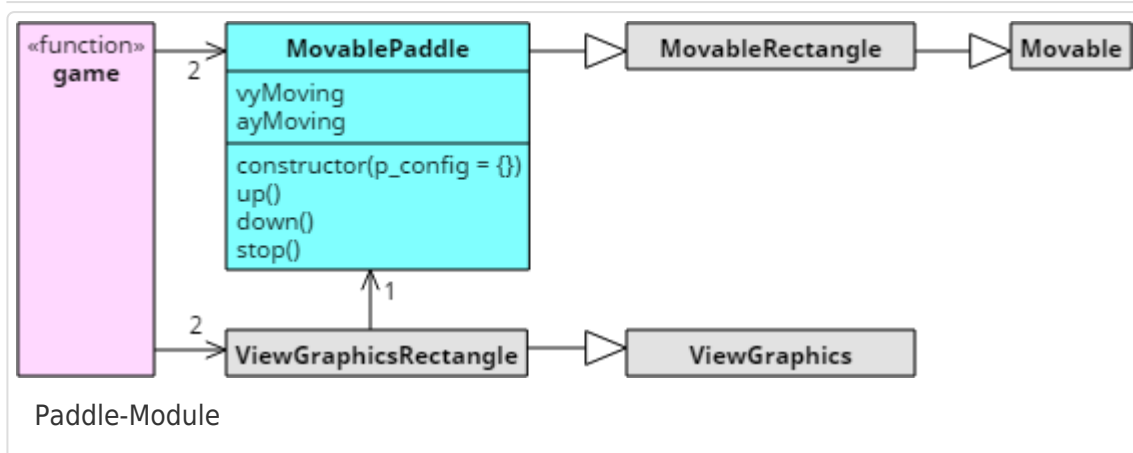 «function»
game
2
MovablePaddle
vyMoving
ayMoving
constructor(p_config = {})
up()
down()
stop()
MovableRectangle
Movable
1
2
ViewGraphicsRectangle
ViewGraphics
Paddle-Module